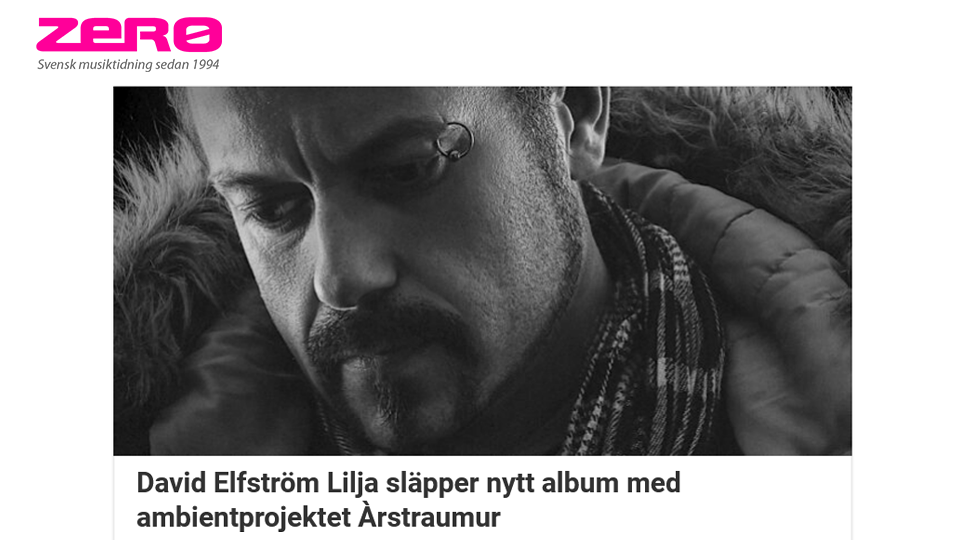 ZERO
Svensk musiktidning sedan 1994
David Elfström Lilja släpper nytt album med
ambientprojektet Àrstraumur